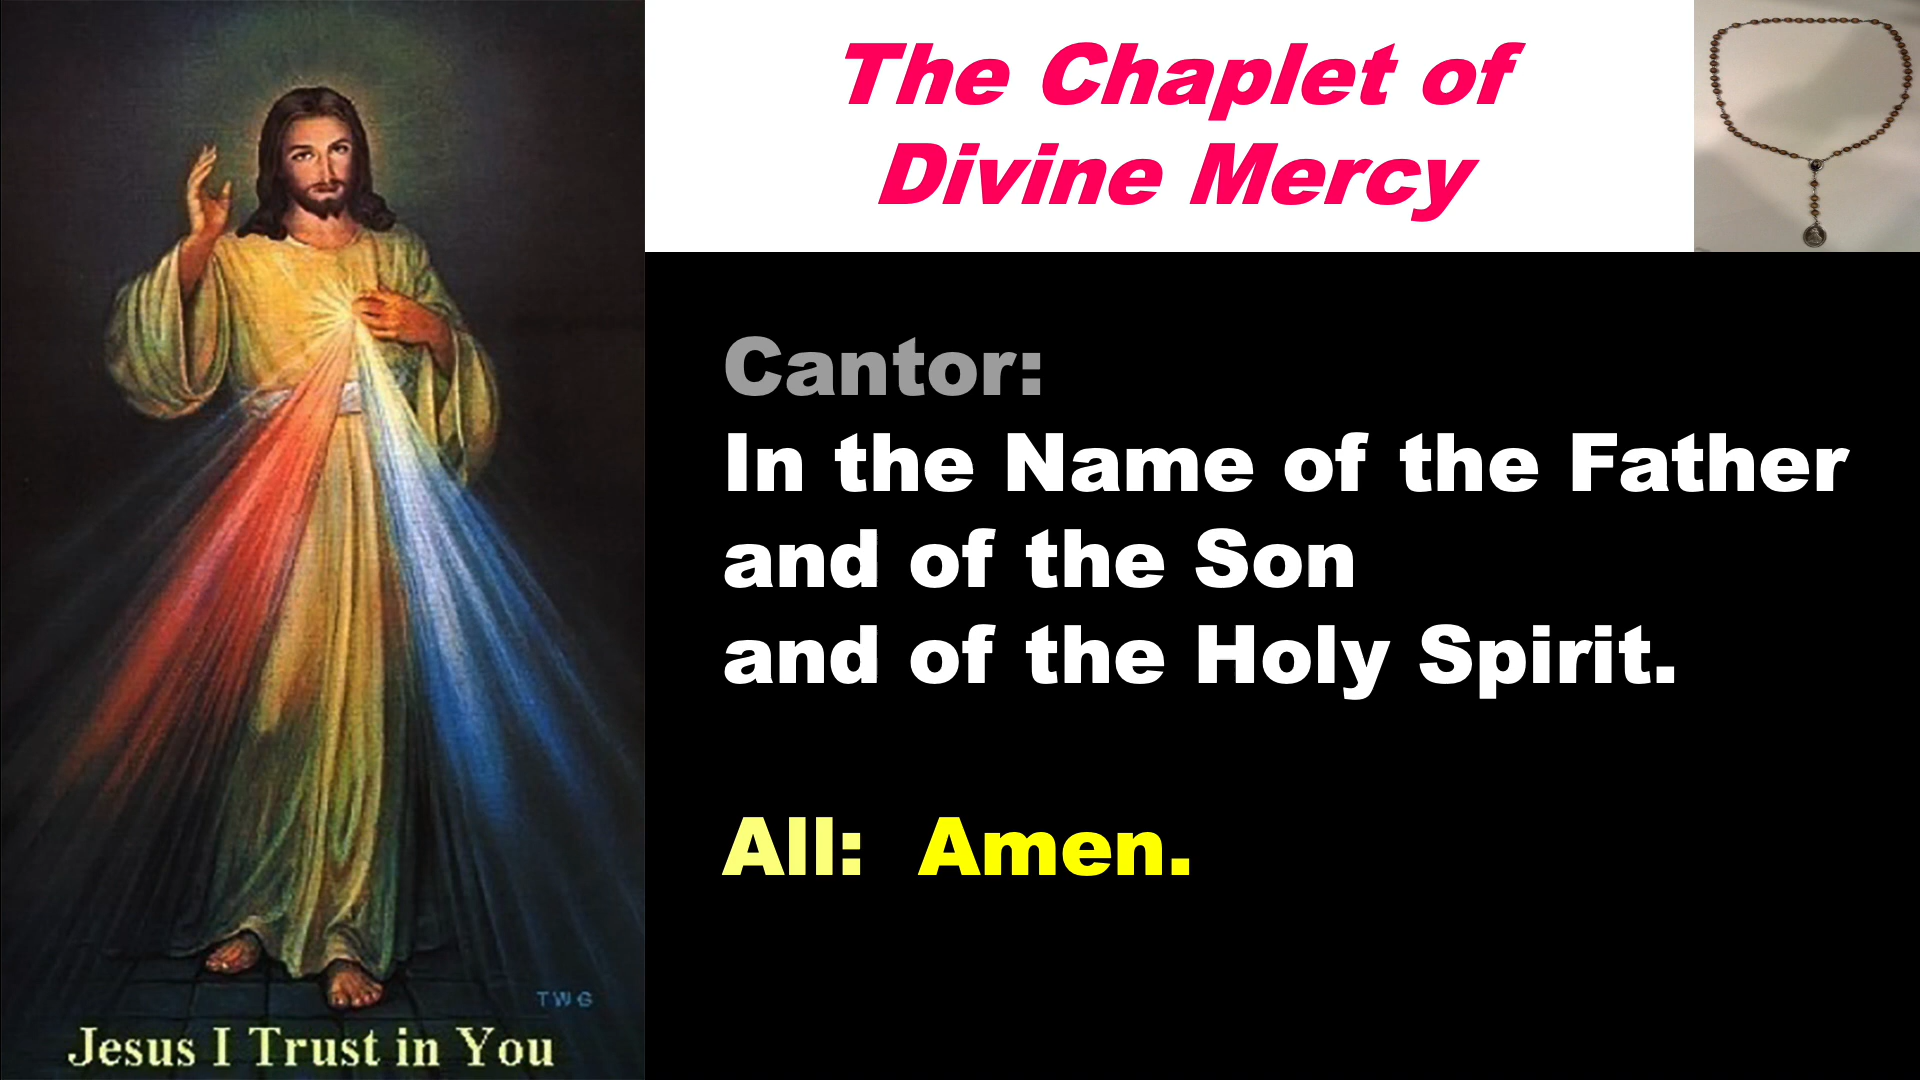 The Chaplet of
Divine Mercy
Cantor:
In the Name of the Father
and of the Son
and of the Holy Spirit.
All:  Amen.
TWG
Jesus I Trust in You